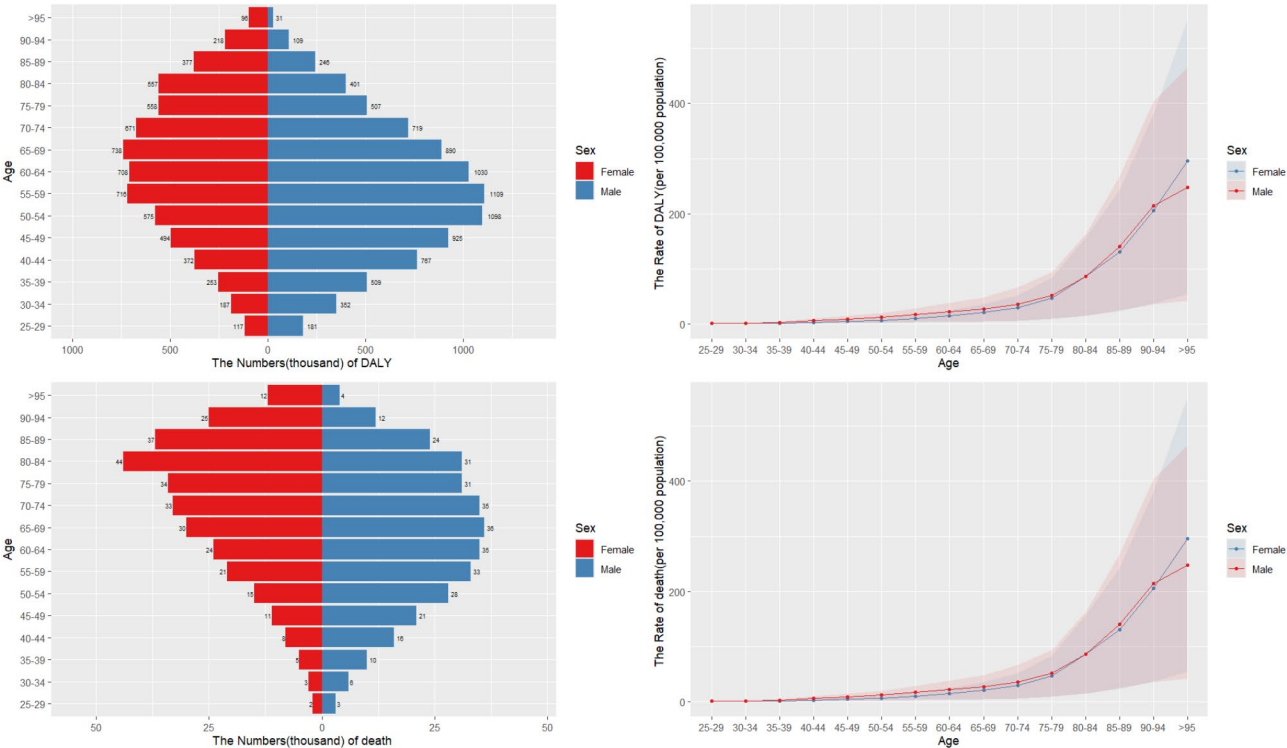 >95 96 31
90-94 218 109
85-89 377 246
80-84 557 401
75-79 558 507
70-74 671 719
65-69 738 890
60-64 708 1030
55-59 716 1109
50-54 575 1098
45-49 494 925
40-44 372 767
35-39 253 509
30-34 187 352
25-29 117 181
Age
1000 500 0 500 1000
The Numbers(thousand) of DALY
Sex
Female
Male
The Rate of DALY(per 100,000 population)
400
200
0
25-29 30-34 35-39 40-44 45-49 50-54 55-59 60-64 65-69 70-74 75-79 80-84 85-89 90-94 >95
Age
Sex
Female
Male
>95 12 4
90-94 25 12
85-89 37 24
80-84 44 31
75-79 34 31
70-74 33 35
65-69 30 36
60-64 24 35
55-59 21 33
50-54 15 28
45-49 11 21
40-44 8 16
35-39 5 10
30-34 3 6
25-29 2 3
Age
50 25 0 25 50
The Numbers(thousand) of death
Sex
Female
Male
The Rate of death(per 100,000 population)
400
200
0
25-29 30-34 35-39 40-44 45-49 50-54 55-59 60-64 65-69 70-74 75-79 80-84 85-89 90-94 >95
Age
Sex
Female
Male